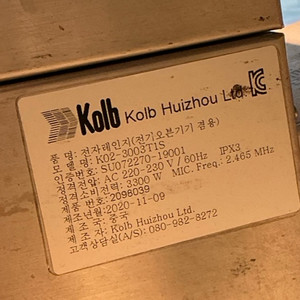 Kolb Kolb Huizhou Ltd.
품 명: 전자레인지(전기오븐기기 겸용)
모 델 명: K02-3003T1S
인증번호: SU072270-19001
정격전압: AC 220-230 V / 60Hz IPX3
정격소비전력: 3300 W MIC. Freq.: 2.465 MHz
제품번호: 2098039
제조년월: 2020-11-09
제 조 국: 중국
제 조 자: Kolb Huizhou Ltd.
고객상담실(A/S): 080-982-8272